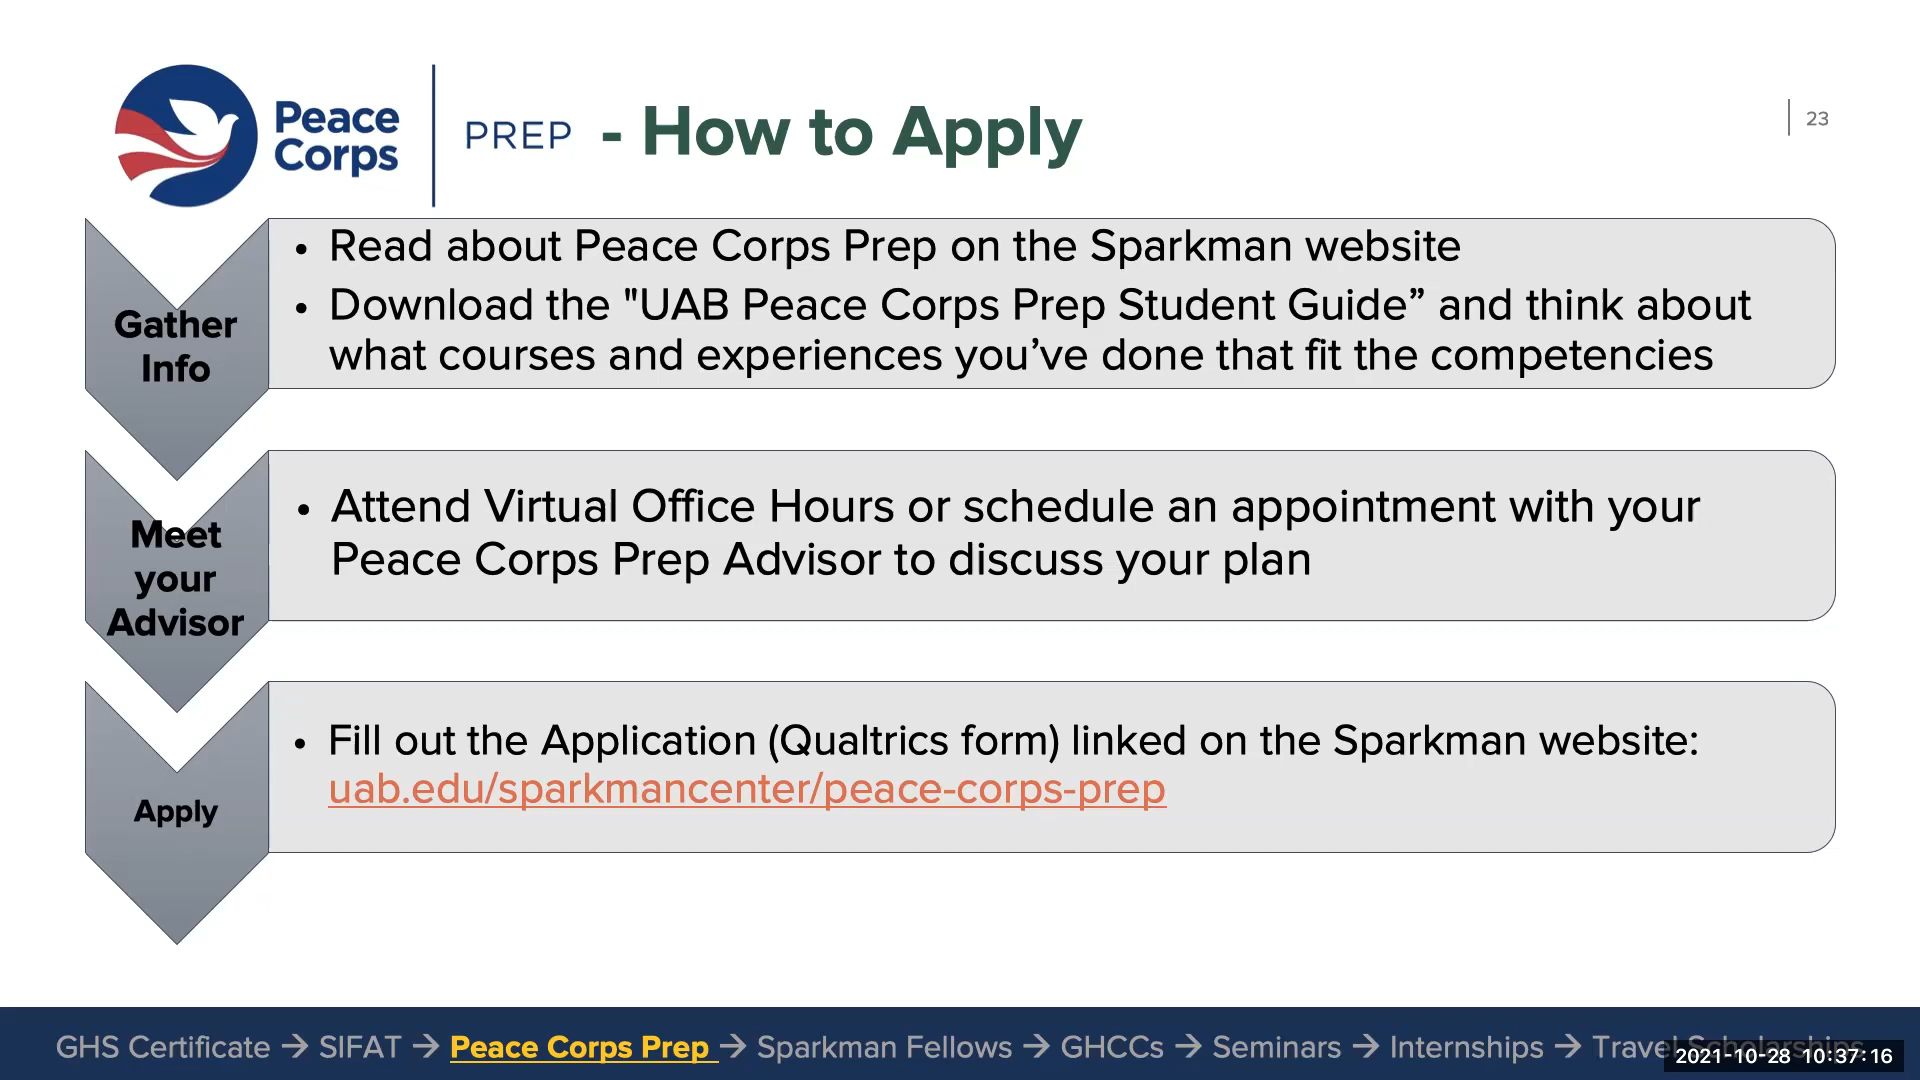 Peace
Corps
PREP - How to Apply
23
Gather
Info
• Read about Peace Corps Prep on the Sparkman website
• Download the "UAB Peace Corps Prep Student Guide” and think about
what courses and experiences you’ve done that fit the competencies
Meet
your
Advisor
• Attend Virtual Office Hours or schedule an appointment with your
Peace Corps Prep Advisor to discuss your plan
Apply
• Fill out the Application (Qualtrics form) linked on the Sparkman website:
uab.edu/sparkmancenter/peace-corps-prep
GHS Certificate → SIFAT → Peace Corps Prep → Sparkman Fellows → GHCCs → Seminars → Internships → Travel Scholarships
2021-10-28 10:37:16